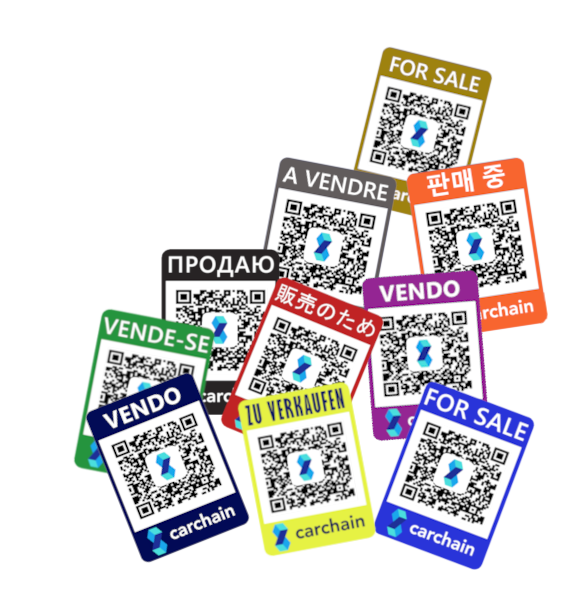 FOR SALE
A VENDRE
판매 중
rchain
ПРОДАЮ
販売のため
VENDO
VENDE-SE
VENDO
carchain
ZU VERKAUFEN
carchain
FOR SALE
carchain